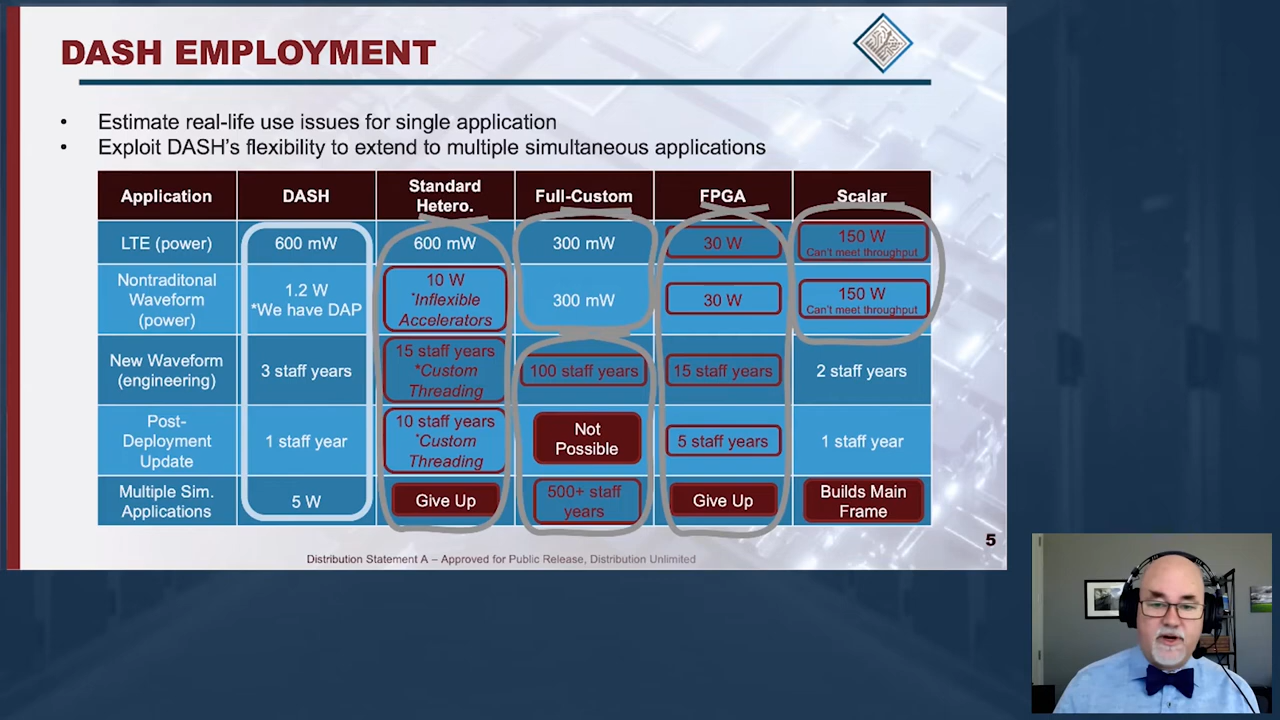 DASH EMPLOYMENT
• Estimate real-life use issues for single application
• Exploit DASH's flexibility to extend to multiple simultaneous applications
Application
DASH
Standard
Hetero.
Full-Custom
FPGA
Scalar
LTE (power)
600 mW
600 mW
300 mW
30 W
150 W
Can't meet throughput
Nontraditonal
Waveform
(power)
1.2 W
*We have DAP
10 W
*Inflexible
Accelerators
300 mW
30 W
150 W
Can't meet throughput
New Waveform
(engineering)
3 staff years
15 staff years
*Custom
Threading
100 staff years
15 staff years
2 staff years
Post-
Deployment
Update
1 staff year
10 staff years
*Custom
Threading
Not
Possible
5 staff years
1 staff year
Multiple Sim.
Applications
5 W
Give Up
500+ staff
years
Give Up
Builds Main
Frame
5
Distribution Statement A – Approved for Public Release, Distribution Unlimited